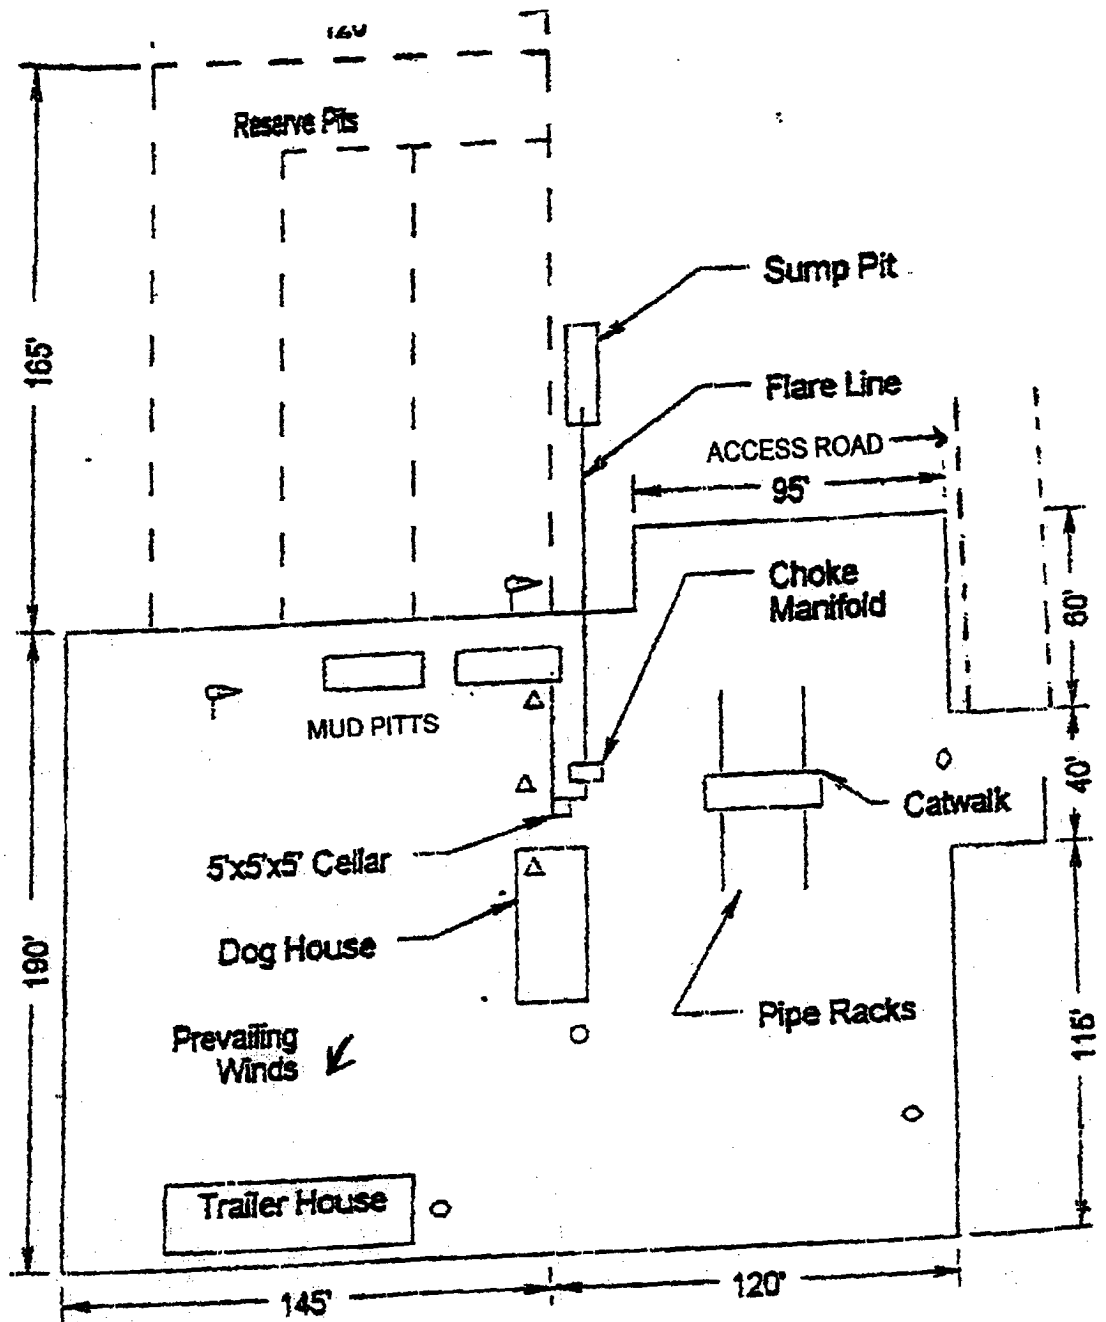 120
Reserve Pits
Sump Pit
165'
Flare Line
ACCESS ROAD
95'
Choke
Manifold
60'
MUD PITTS
40'
Catwalk
5'x5'x5' Cellar
Dog House
190'
Pipe Racks
115'
Prevailing
Winds
Trailer House
145'
120'